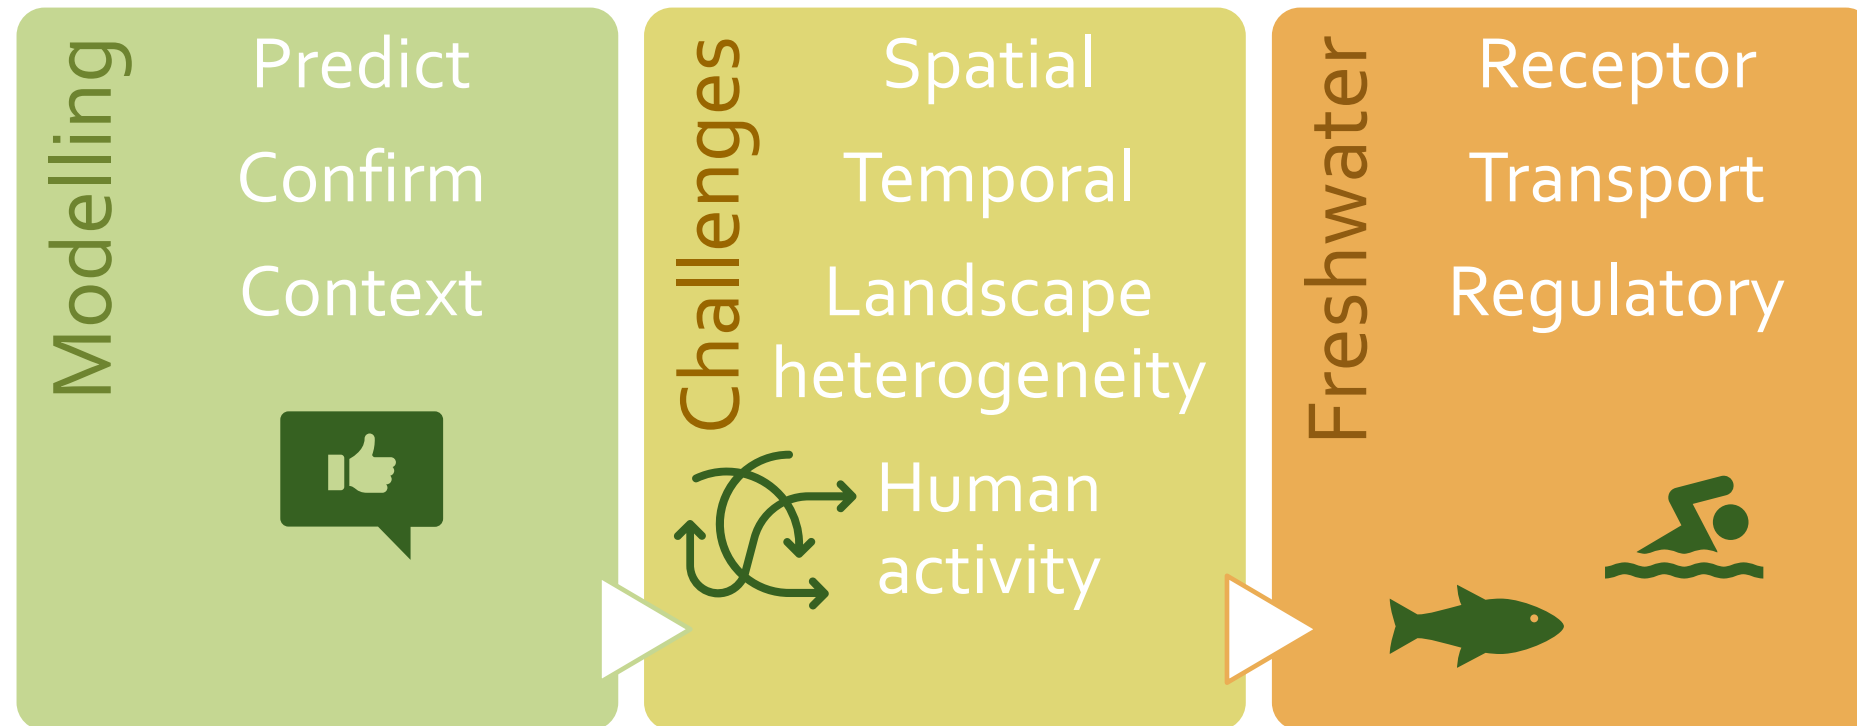 Modelling
Predict
Confirm
Context
Challenges
Spatial
Temporal
Landscape
heterogeneity
Human
activity
Freshwater
Receptor
Transport
Regulatory